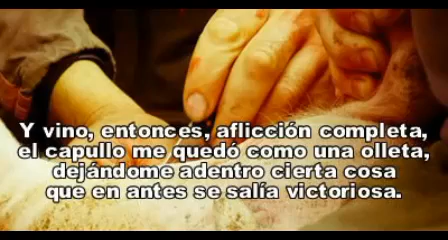 Y vino, entonces, aflicción completa,
el capullo me quedó como una olleta,
dejándome adentro cierta cosa
que en antes se salía victoriosa.